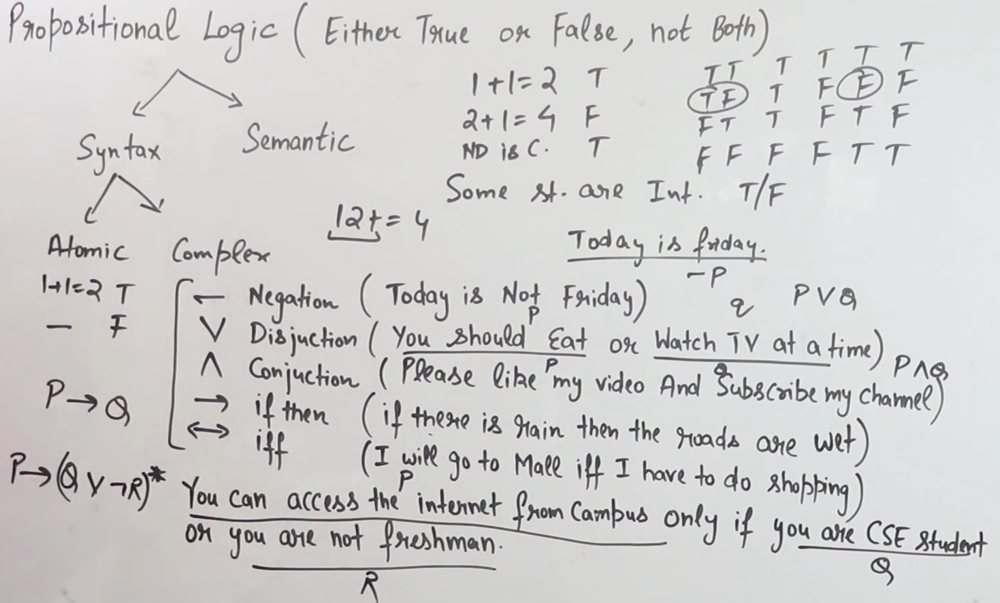 Propositional Logic ( Either True or False, not Both)
1+1=2 T
2+1=4 F
ND is C. T
Some st. are Int. T/F
TT T T T T
TF T F F F
FT T F T F
FF F F T T
Syntax Semantic
12+=4
Today is friday.
¬P
Atomic Complex
1+1=2 T
— F
¬ Negation ( Today is Not Friday) q P∨Q
P
∨ Disjuction ( You should Eat or Watch TV at a time)
P Q P∧Q
∧ Conjuction ( Please like my video And Subscribe my channel)
P→Q
→ if then (if there is rain then the roads are wet)
↔ iff (I will go to Mall iff I have to do shopping)
P→(Q∨¬R)
P
* You can access the internet from Campus only if you are CSE student
or you are not freshman.
Q
R